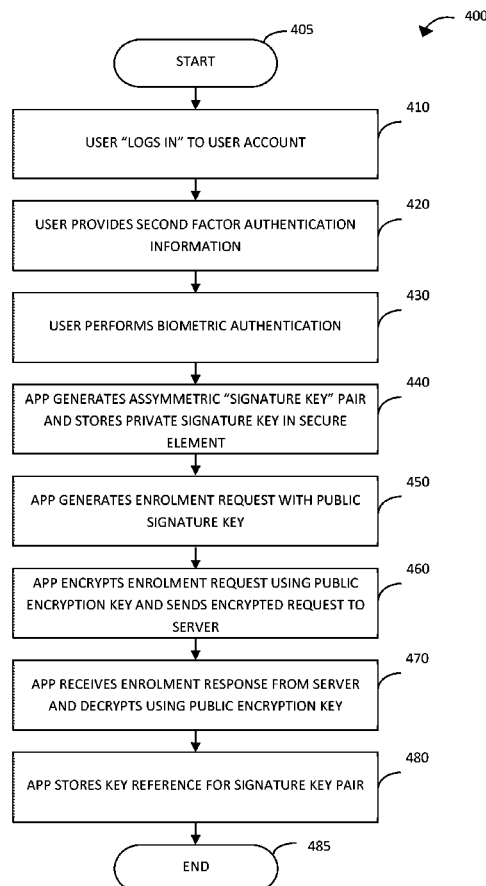 400
405
START
410
USER "LOGS IN" TO USER ACCOUNT
420
USER PROVIDES SECOND FACTOR AUTHENTICATION
INFORMATION
430
USER PERFORMS BIOMETRIC AUTHENTICATION
440
APP GENERATES ASSYMMETRIC "SIGNATURE KEY" PAIR
AND STORES PRIVATE SIGNATURE KEY IN SECURE
ELEMENT
450
APP GENERATES ENROLMENT REQUEST WITH PUBLIC
SIGNATURE KEY
460
APP ENCRYPTS ENROLMENT REQUEST USING PUBLIC
ENCRYPTION KEY AND SENDS ENCRYPTED REQUEST TO
SERVER
470
APP RECEIVES ENROLMENT RESPONSE FROM SERVER
AND DECRYPTS USING PUBLIC ENCRYPTION KEY
480
APP STORES KEY REFERENCE FOR SIGNATURE KEY PAIR
485
END